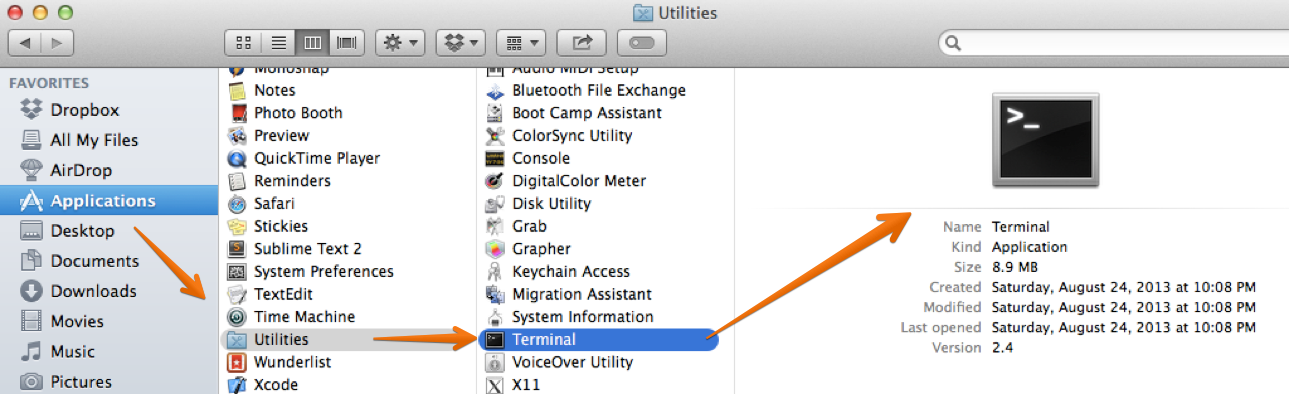 Utilities
FAVORITES
Dropbox
All My Files
AirDrop
Applications
Desktop
Documents
Downloads
Movies
Music
Pictures
Monosnap
Notes
Photo Booth
Preview
QuickTime Player
Reminders
Safari
Stickies
Sublime Text 2
System Preferences
TextEdit
Time Machine
Utilities
Wunderlist
Xcode
Audio MIDI Setup
Bluetooth File Exchange
Boot Camp Assistant
ColorSync Utility
Console
DigitalColor Meter
Disk Utility
Grab
Grapher
Keychain Access
Migration Assistant
System Information
Terminal
VoiceOver Utility
X11
>_
Name Terminal
Kind Application
Size 8.9 MB
Created Saturday, August 24, 2013 at 10:08 PM
Modified Saturday, August 24, 2013 at 10:08 PM
Last opened Saturday, August 24, 2013 at 10:08 PM
Version 2.4